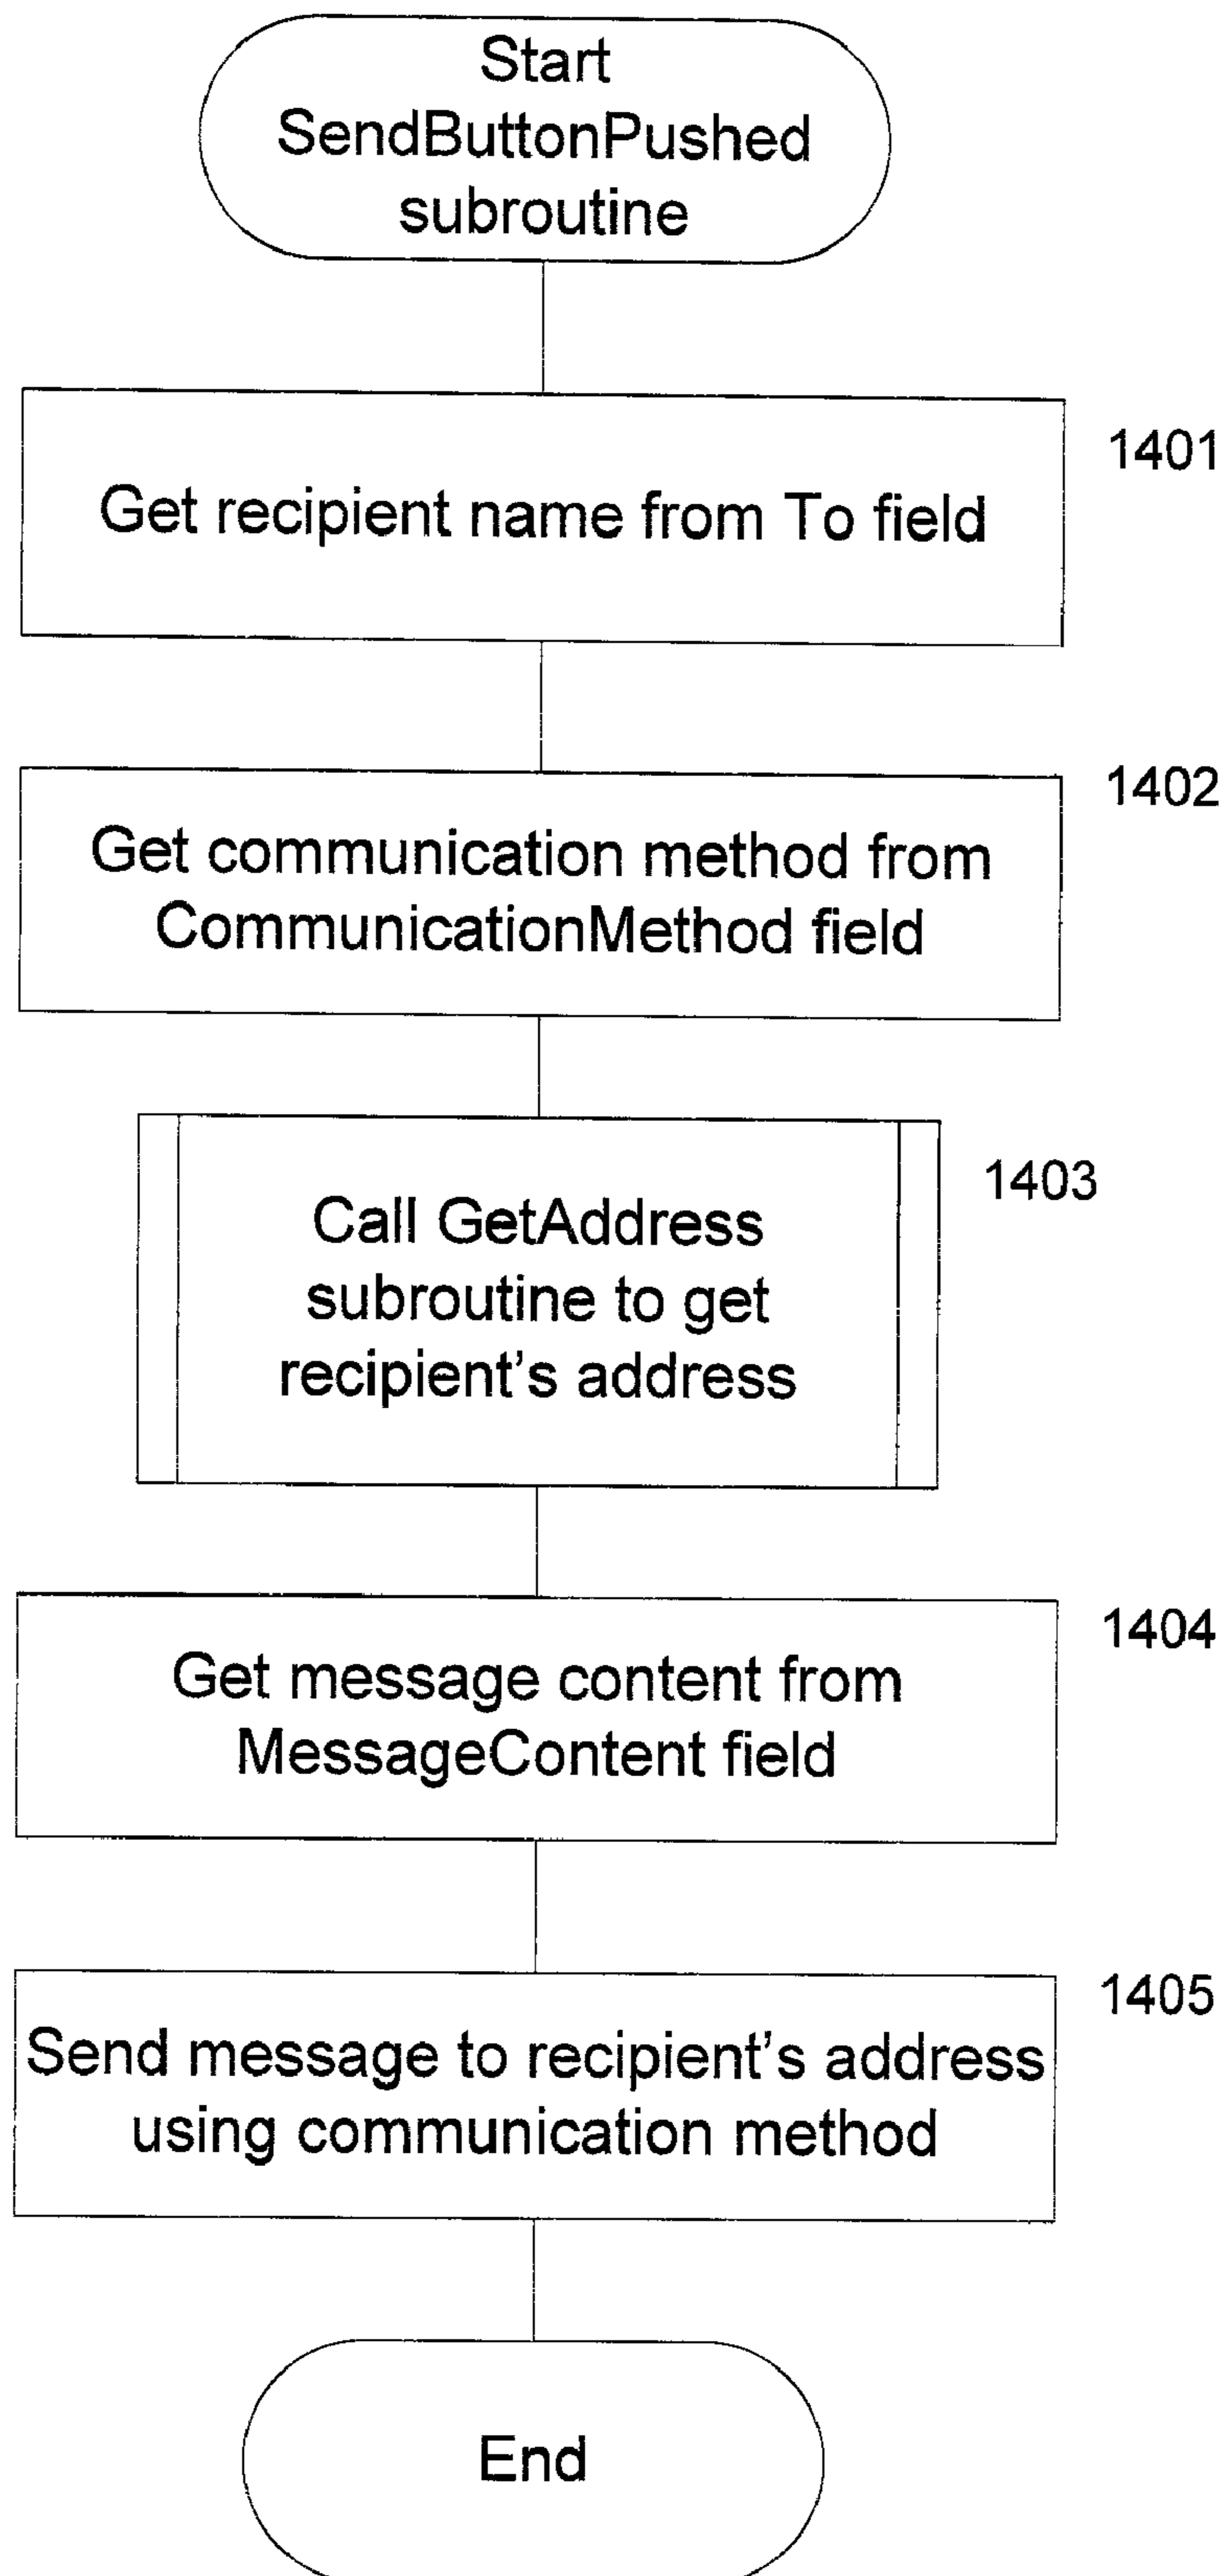 Start
SendButtonPushed
subroutine
1401
Get recipient name from To field
1402
Get communication method from
CommunicationMethod field
1403
Call GetAddress
subroutine to get
recipient's address
1404
Get message content from
MessageContent field
1405
Send message to recipient's address
using communication method
End